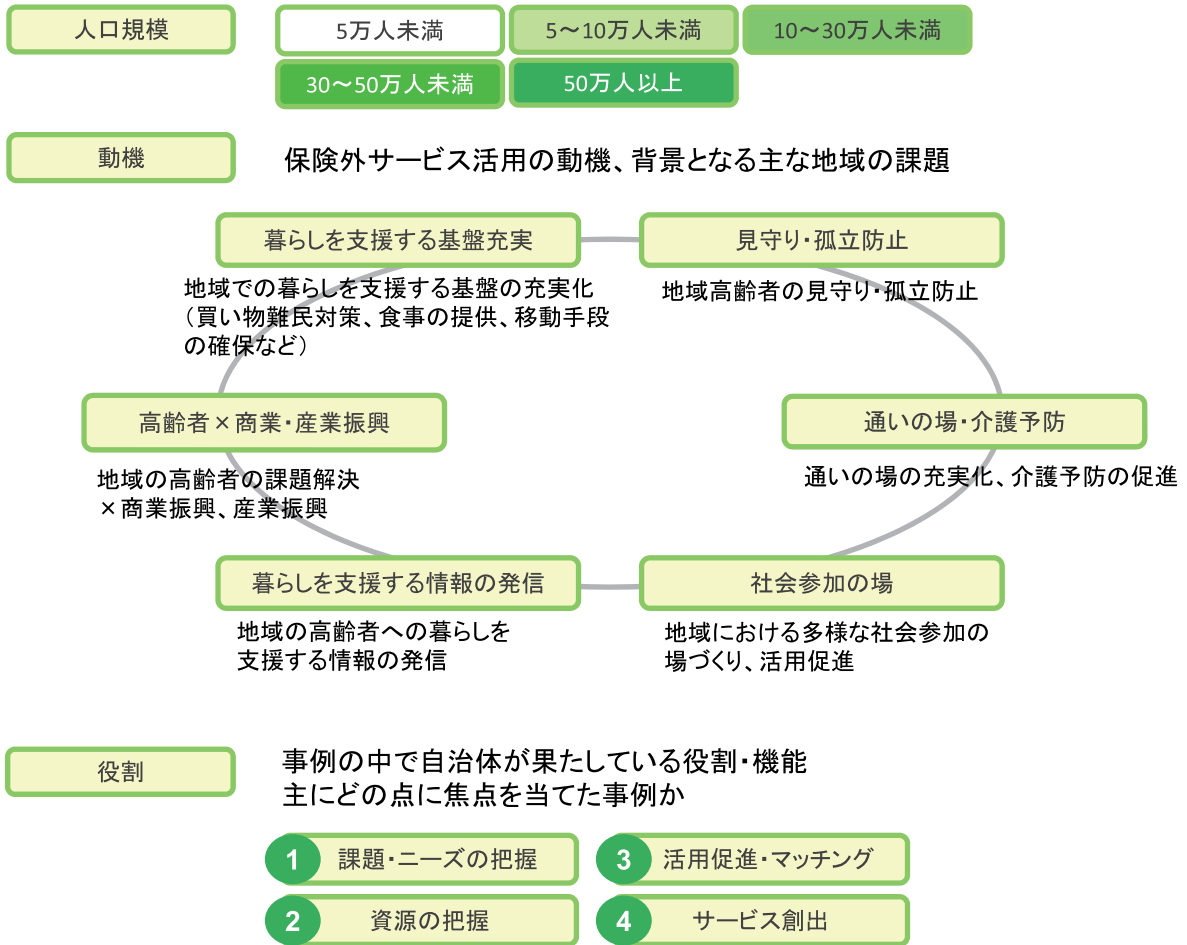 人口規模
5万人未満
5～10万人未満
10～30万人未満
30～50万人未満
50万人以上
動機
保険外サービス活用の動機、背景となる主な地域の課題
暮らしを支援する基盤充実
地域での暮らしを支援する基盤の充実化
（買い物難民対策、食事の提供、移動手段
の確保など）
見守り・孤立防止
地域高齢者の見守り・孤立防止
高齢者×商業・産業振興
地域の高齢者の課題解決
×商業振興、産業振興
通いの場・介護予防
通いの場の充実化、介護予防の促進
暮らしを支援する情報の発信
地域の高齢者への暮らしを
支援する情報の発信
社会参加の場
地域における多様な社会参加の
場づくり、活用促進
役割
事例の中で自治体が果たしている役割・機能
主にどの点に焦点を当てた事例か
1 課題・ニーズの把握
2 資源の把握
3 活用促進・マッチング
4 サービス創出